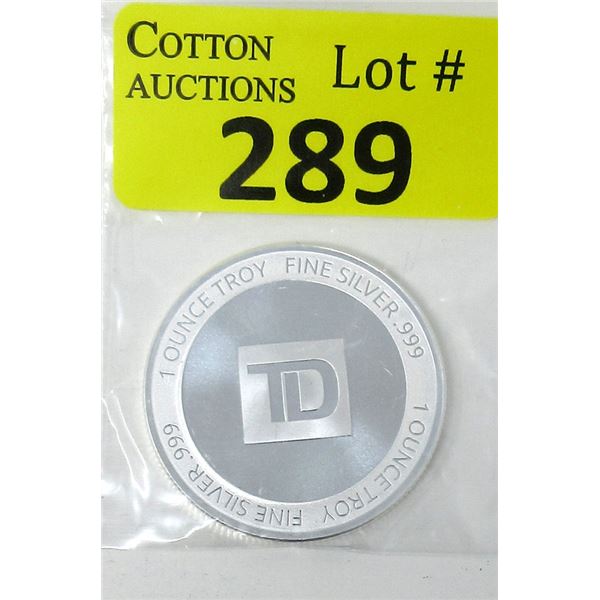 COTTON
AUCTIONS
Lot #
289
1 OUNCE TROY FINE SILVER .999
1 OUNCE TROY FINE SILVER .999
TD